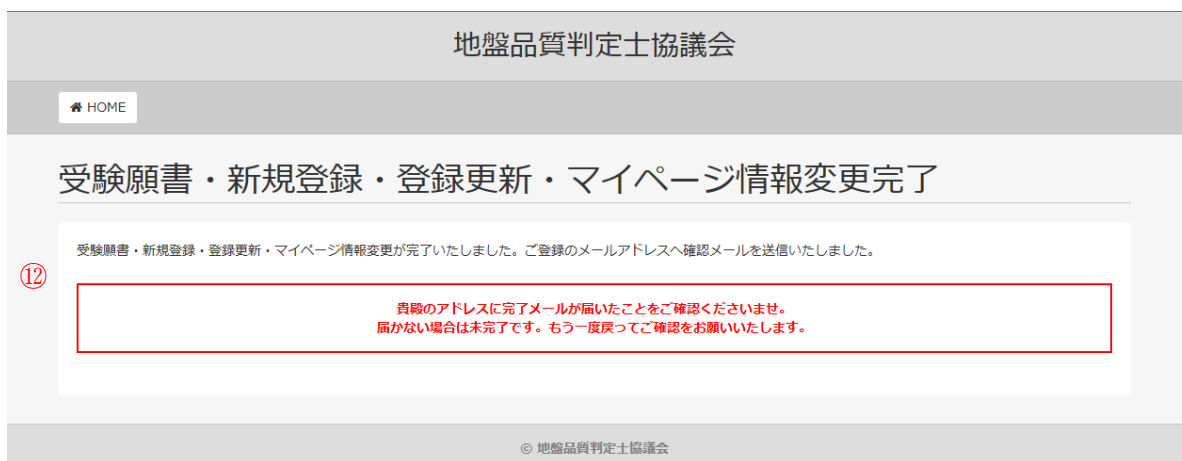 地盤品質判定士協議会
HOME
受験願書・新規登録・登録更新・マイページ情報変更完了
受験願書・新規登録・登録更新・マイページ情報変更が完了いたしました。ご登録のメールアドレスへ確認メールを送信いたしました。
⑫
貴殿のアドレスに完了メールが届いたことをご確認くださいませ。
届かない場合は未完了です。もう一度戻ってご確認をお願いいたします。
© 地盤品質判定士協議会